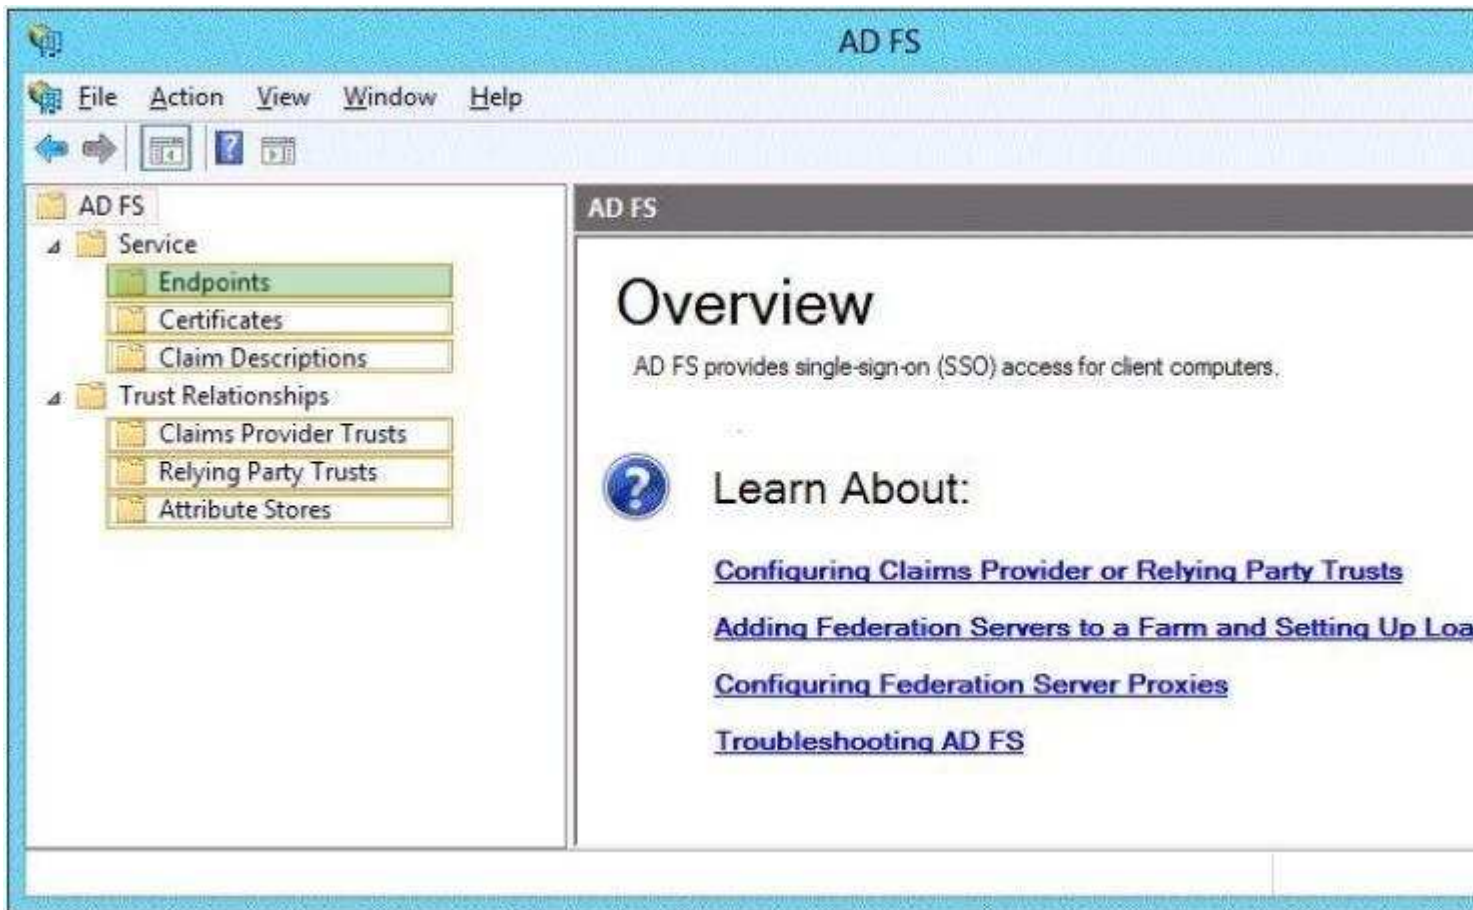 AD FS
File Action View Window Help
AD FS
Service
Endpoints
Certificates
Claim Descriptions
Trust Relationships
Claims Provider Trusts
Relying Party Trusts
Attribute Stores
AD FS
Overview
AD FS provides single-sign-on (SSO) access for client computers.
Learn About:
Configuring Claims Provider or Relying Party Trusts
Adding Federation Servers to a Farm and Setting Up Loa
Configuring Federation Server Proxies
Troubleshooting AD FS